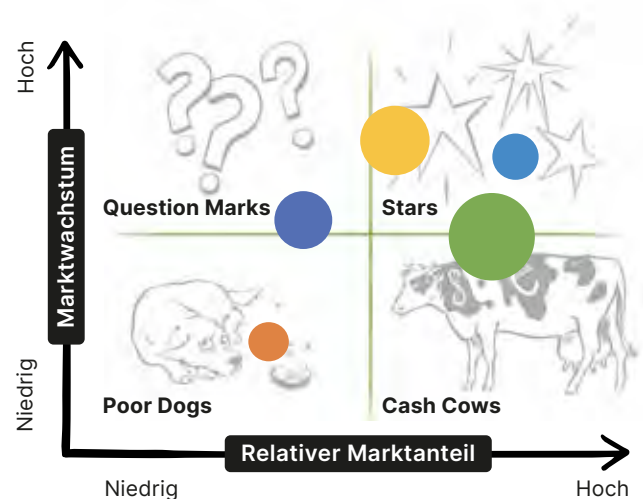 Hoch
Marktwachstum
Niedrig
Question Marks
Stars
Poor Dogs
Cash Cows
Relativer Marktanteil
Niedrig
Hoch